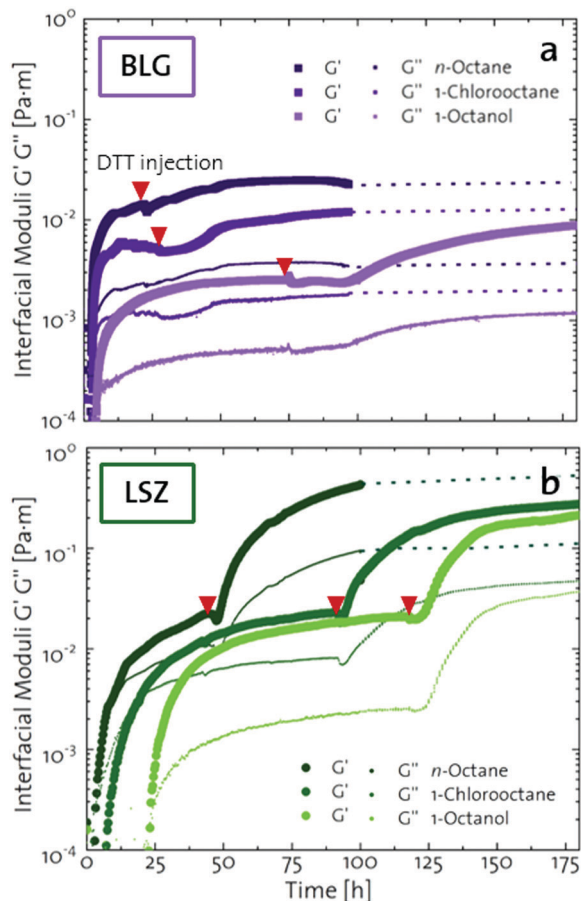 BLG
a
G' G'' n-Octane
G' G'' 1-Chlorooctane
G' G'' 1-Octanol
DTT injection
Interfacial Moduli G' G'' [Pa·m]
10⁰
10⁻¹
10⁻²
10⁻³
10⁻⁴
LSZ
b
Interfacial Moduli G' G'' [Pa·m]
10⁰
10⁻¹
10⁻²
10⁻³
10⁻⁴
G' G'' n-Octane
G' G'' 1-Chlorooctane
G' G'' 1-Octanol
0 25 50 75 100 125 150 175
Time [h]